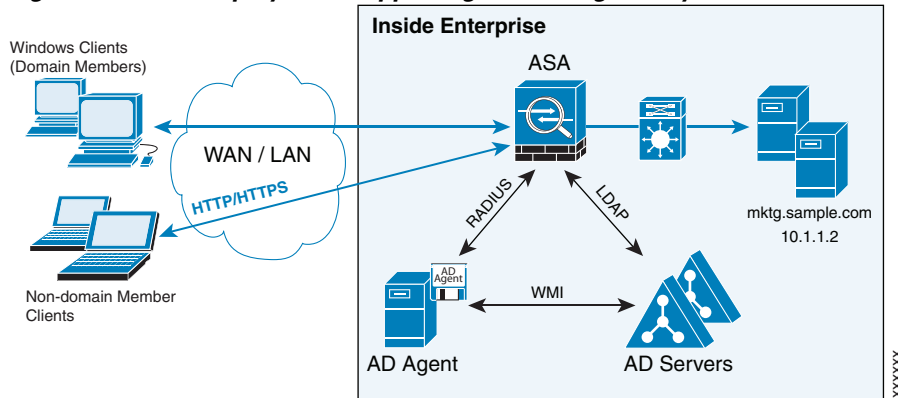 Inside Enterprise
Windows Clients
(Domain Members)
ASA
WAN / LAN
HTTP/HTTPS
RADIUS
LDAP
mktg.sample.com
10.1.1.2
Non-domain Member
Clients
AD
Agent
WMI
AD Agent
AD Servers
xxxxxx